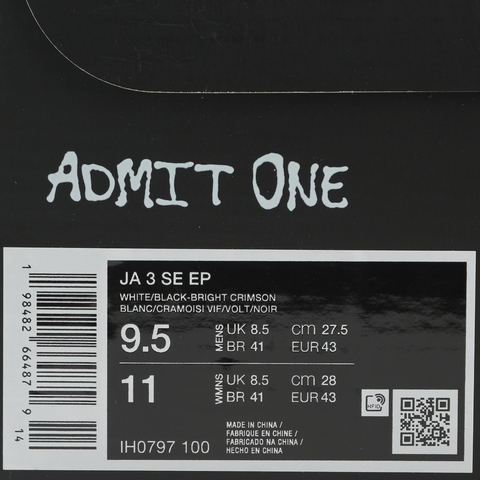 ADMIT ONE
JA 3 SE EP
WHITE/BLACK-BRIGHT CRIMSON
BLANC/CRAMOISI VIF/VOLT/NOIR
9.5 MENS UK 8.5 cm 27.5
BR 41 EUR 43
11 WMNS UK 8.5 cm 28
BR 41 EUR 43
IH0797 100
MADE IN CHINA /
FABRIQUE EN CHINE /
FABRICADO NA CHINA /
HECHO EN CHINA
RFID
1 98482 66487 9 14